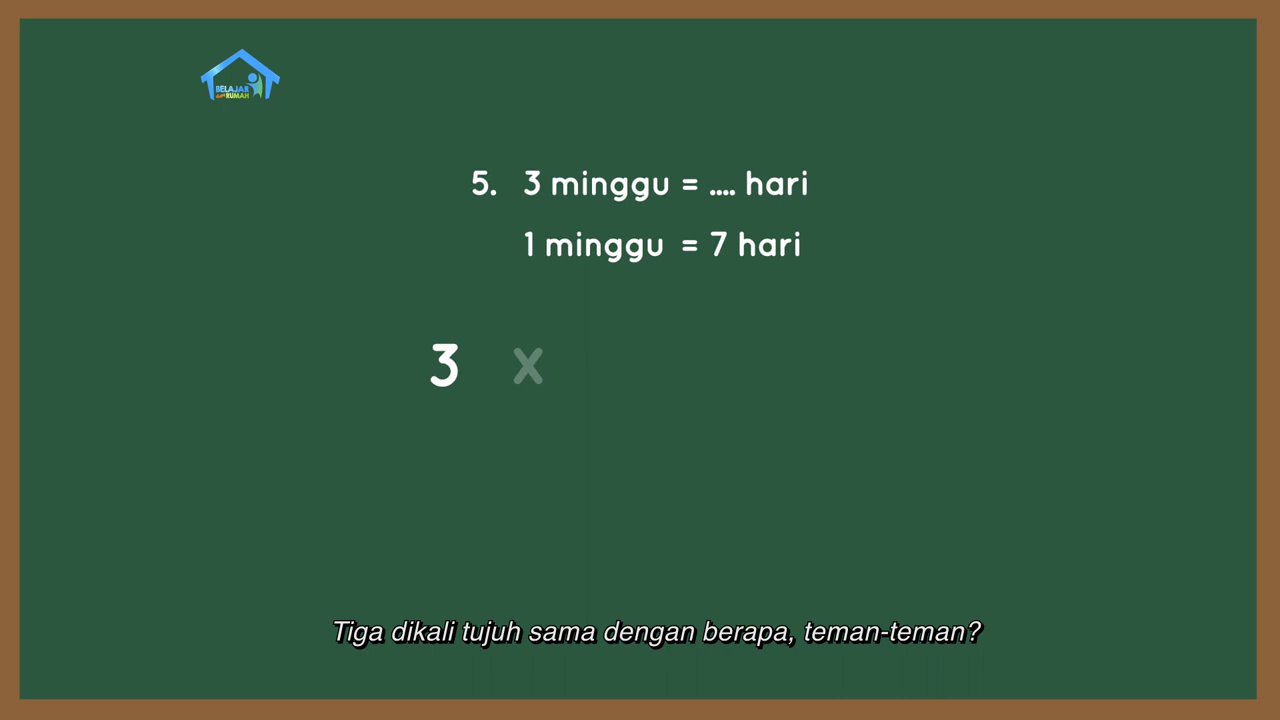 BELAJAR
dari RUMAH
5. 3 minggu = .... hari
1 minggu = 7 hari
3 x
Tiga dikali tujuh sama dengan berapa, teman-teman?